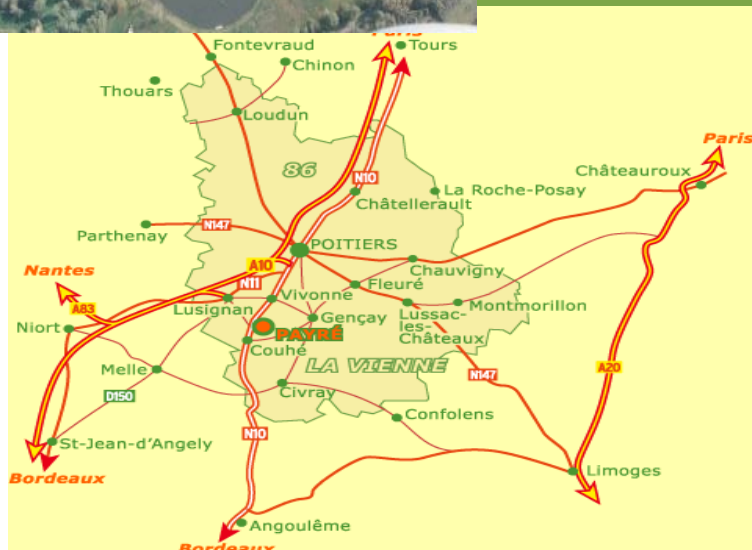 Paris
Fontevraud
Tours
Chinon
Thouars
Loudun
Paris
86
Châteauroux
N10
La Roche-Posay
Châtellerault
N147
Parthenay
POITIERS
A10
Chauvigny
Nantes
N11
Fleuré
Vivonne
A83
Lusignan
Montmorillon
Gençay
Lussac-
les-
Châteaux
Niort
PAYRÉ
Couhé
LA VIENNE
Melle
N147
A20
D150
Civray
Confolens
N10
St-Jean-d'Angely
Limoges
Bordeaux
Angoulême
Bordeaux